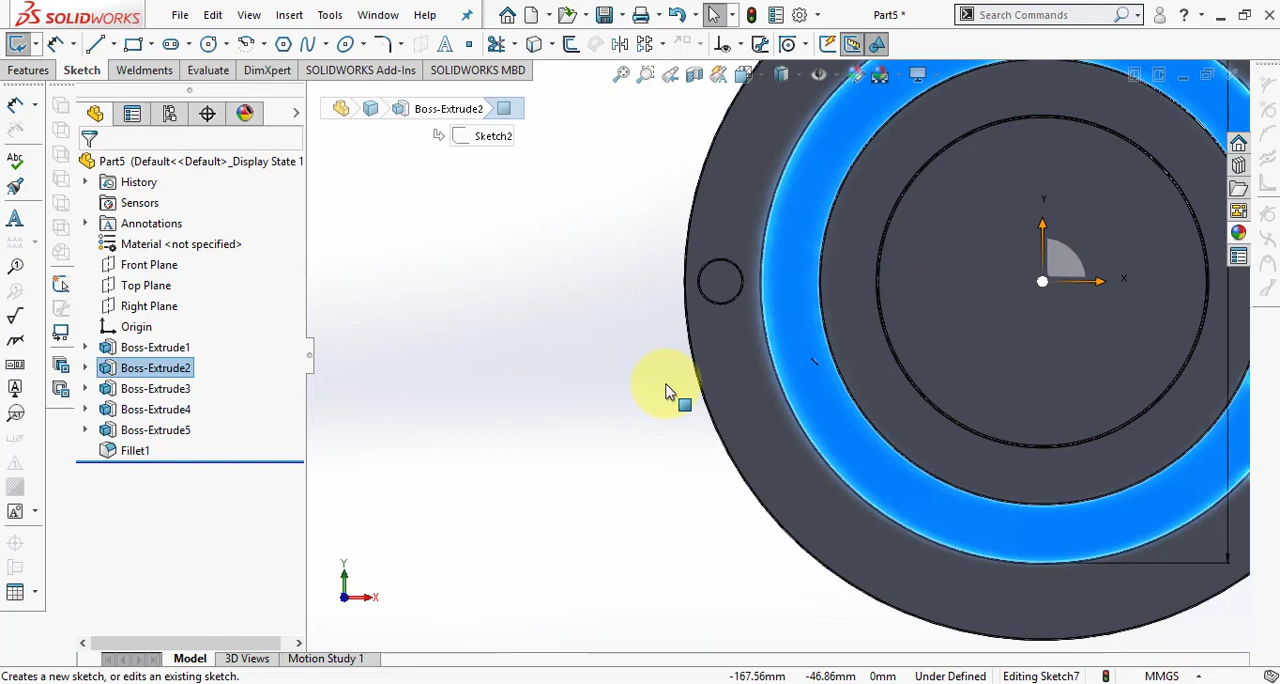 SOLIDWORKS File Edit View Insert Tools Window Help Part5 * Search Commands
Features Sketch Weldments Evaluate DimXpert SOLIDWORKS Add-Ins SOLIDWORKS MBD
Boss-Extrude2
Sketch2
Part5 (Default<<Default>_Display State 1
History
Sensors
Annotations
Material <not specified>
Front Plane
Top Plane
Right Plane
Origin
Boss-Extrude1
Boss-Extrude2
Boss-Extrude3
Boss-Extrude4
Boss-Extrude5
Fillet1
Y
X
Y
X
Model 3D Views Motion Study 1
Creates a new sketch, or edits an existing sketch. -167.56mm -46.86mm 0mm Under Defined Editing Sketch7 MMGS